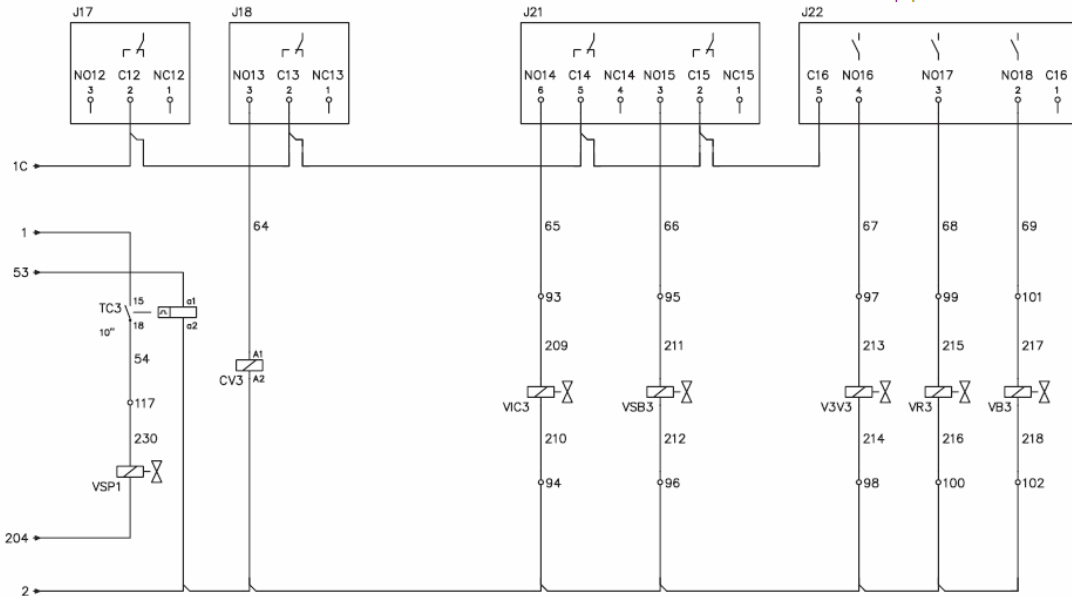 J17 J18 J21 J22
NO12 C12 NC12 NO13 C13 NC13 NO14 C14 NC14 NO15 C15 NC15 C16 NO16 NO17 NO18 C16
3 2 1 3 2 1 6 5 4 3 2 1 5 4 3 2 1
1C
1 64 65 66 67 68 69
53
15 a1 93 95 97 99 101
TC3
18 a2
10"
54 209 211 213 215 217
A1
CV3 A2
117 VIC3 VSB3 V3V3 VR3 VB3
230 210 212 214 216 218
VSP1 94 96 98 100 102
204
2